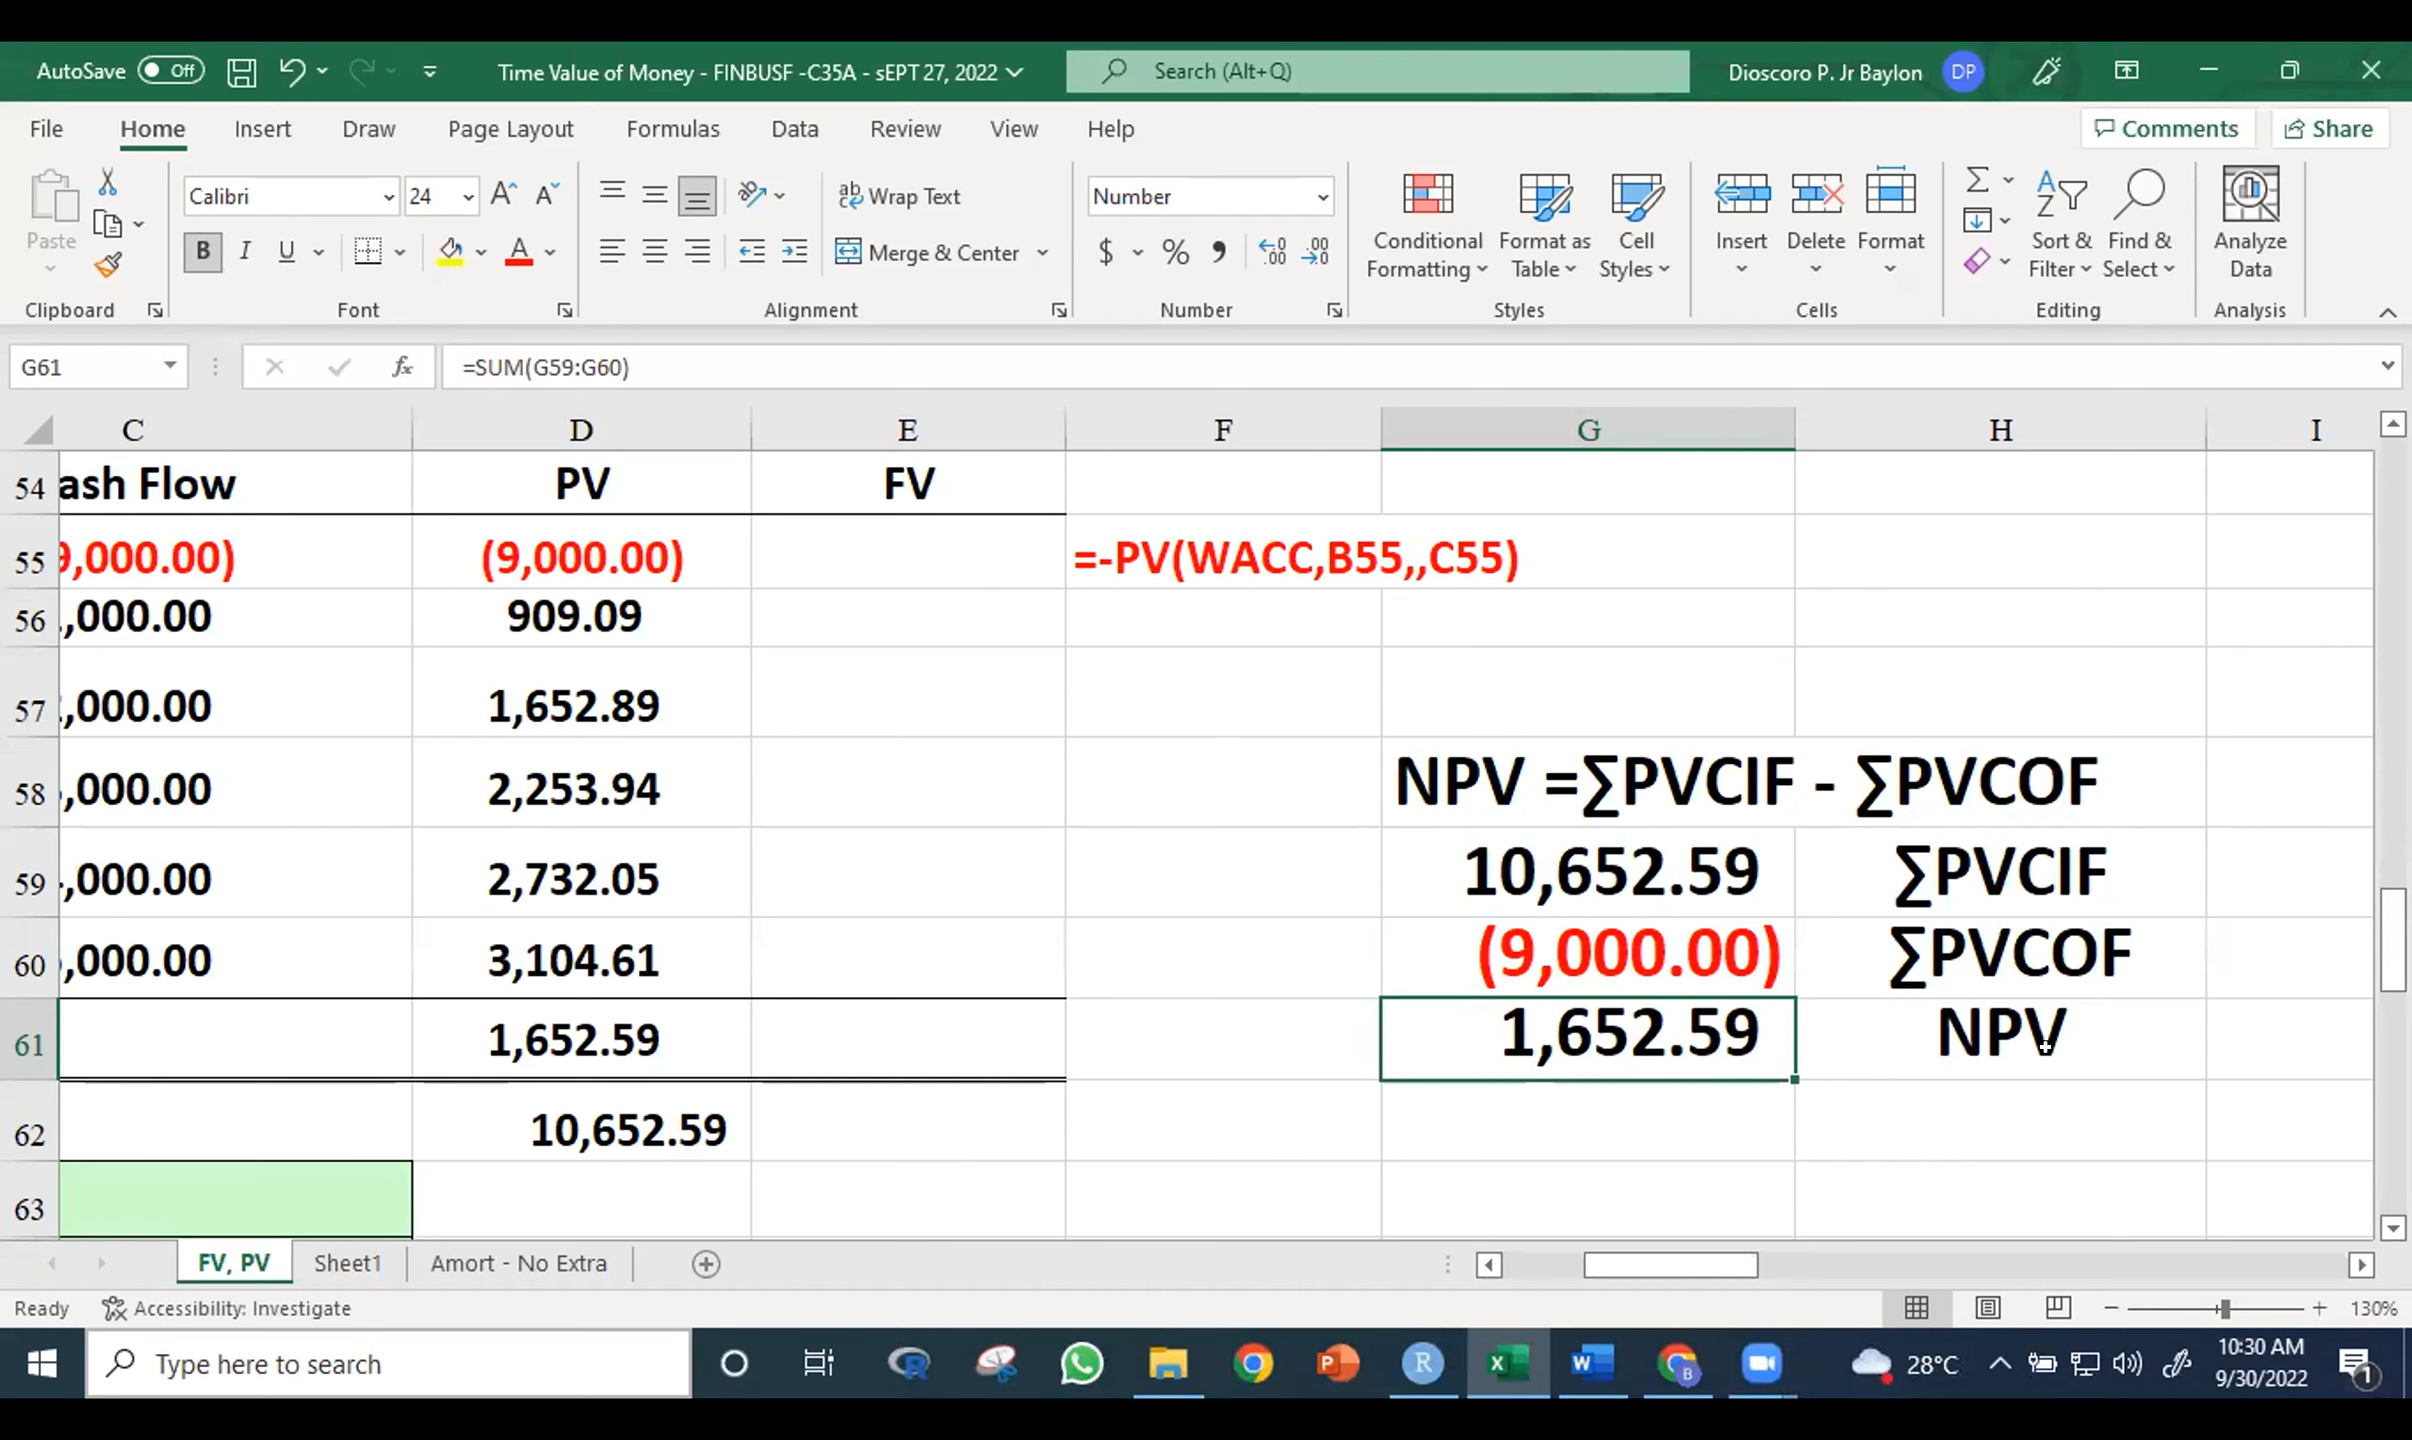 AutoSave Off Time Value of Money - FINBUSF -C35A - sEPT 27, 2022 Search (Alt+Q) Dioscoro P. Jr Baylon DP
File Home Insert Draw Page Layout Formulas Data Review View Help Comments Share
Paste
Clipboard
Calibri 24
B I U
Font
Wrap Text
Merge & Center
Alignment
Number
$ % ,
Number
Conditional Formatting
Format as Table
Cell Styles
Styles
Insert
Delete
Format
Cells
Sort & Filter
Find & Select
Editing
Analyze Data
Analysis
G61 fx =SUM(G59:G60)
C D E F G H I
54 ash Flow PV FV
55 9,000.00) (9,000.00) =-PV(WACC,B55,,C55)
56 ,000.00 909.09
57 ,000.00 1,652.89
58 ,000.00 2,253.94 NPV =∑PVCIF - ∑PVCOF
59 ,000.00 2,732.05 10,652.59 ∑PVCIF
60 ,000.00 3,104.61 (9,000.00) ∑PVCOF
61 1,652.59 1,652.59 NPV
62 10,652.59
63
FV, PV Sheet1 Amort - No Extra
Ready Accessibility: Investigate 130%
Type here to search 28°C 10:30 AM
9/30/2022 1